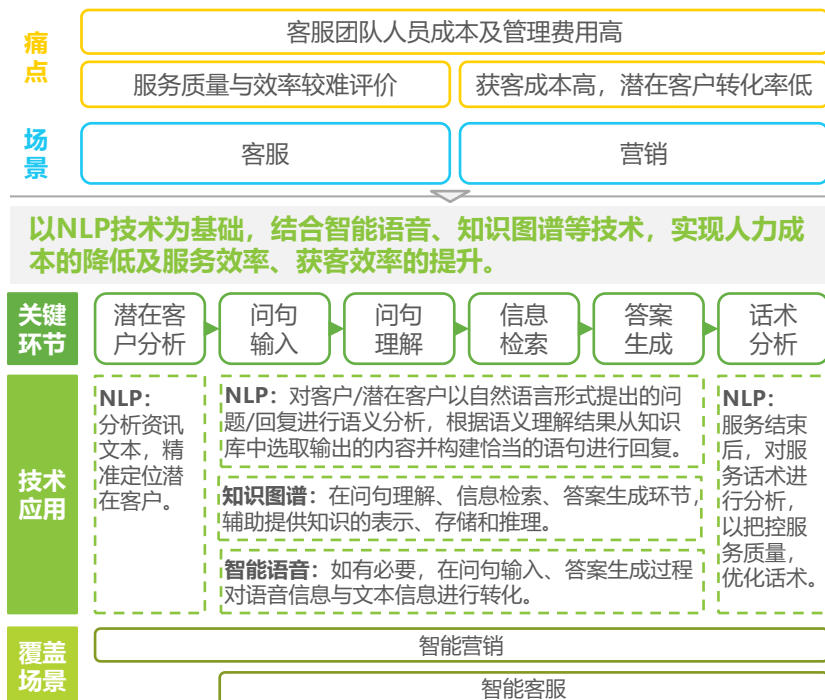 痛点
客服团队人员成本及管理费用高
服务质量与效率较难评价
获客成本高，潜在客户转化率低
场景
客服
营销
以NLP技术为基础，结合智能语音、知识图谱等技术，实现人力成
本的降低及服务效率、获客效率的提升。
关键
环节
潜在客
户分析
问句
输入
问句
理解
信息
检索
答案
生成
话术
分析
技术
应用
NLP：
分析资讯
文本，精
准定位潜
在客户。
NLP：对客户/潜在客户以自然语言形式提出的问
题/回复进行语义分析，根据语义理解结果从知识
库中选取输出的内容并构建恰当的语句进行回复。
知识图谱：在问句理解、信息检索、答案生成环节，
辅助提供知识的表示、存储和推理。
智能语音：如有必要，在问句输入、答案生成过程
对语音信息与文本信息进行转化。
NLP：
服务结束
后，对服
务话术进
行分析，
以把控服
务质量，
优化话术。
覆盖
场景
智能营销
智能客服